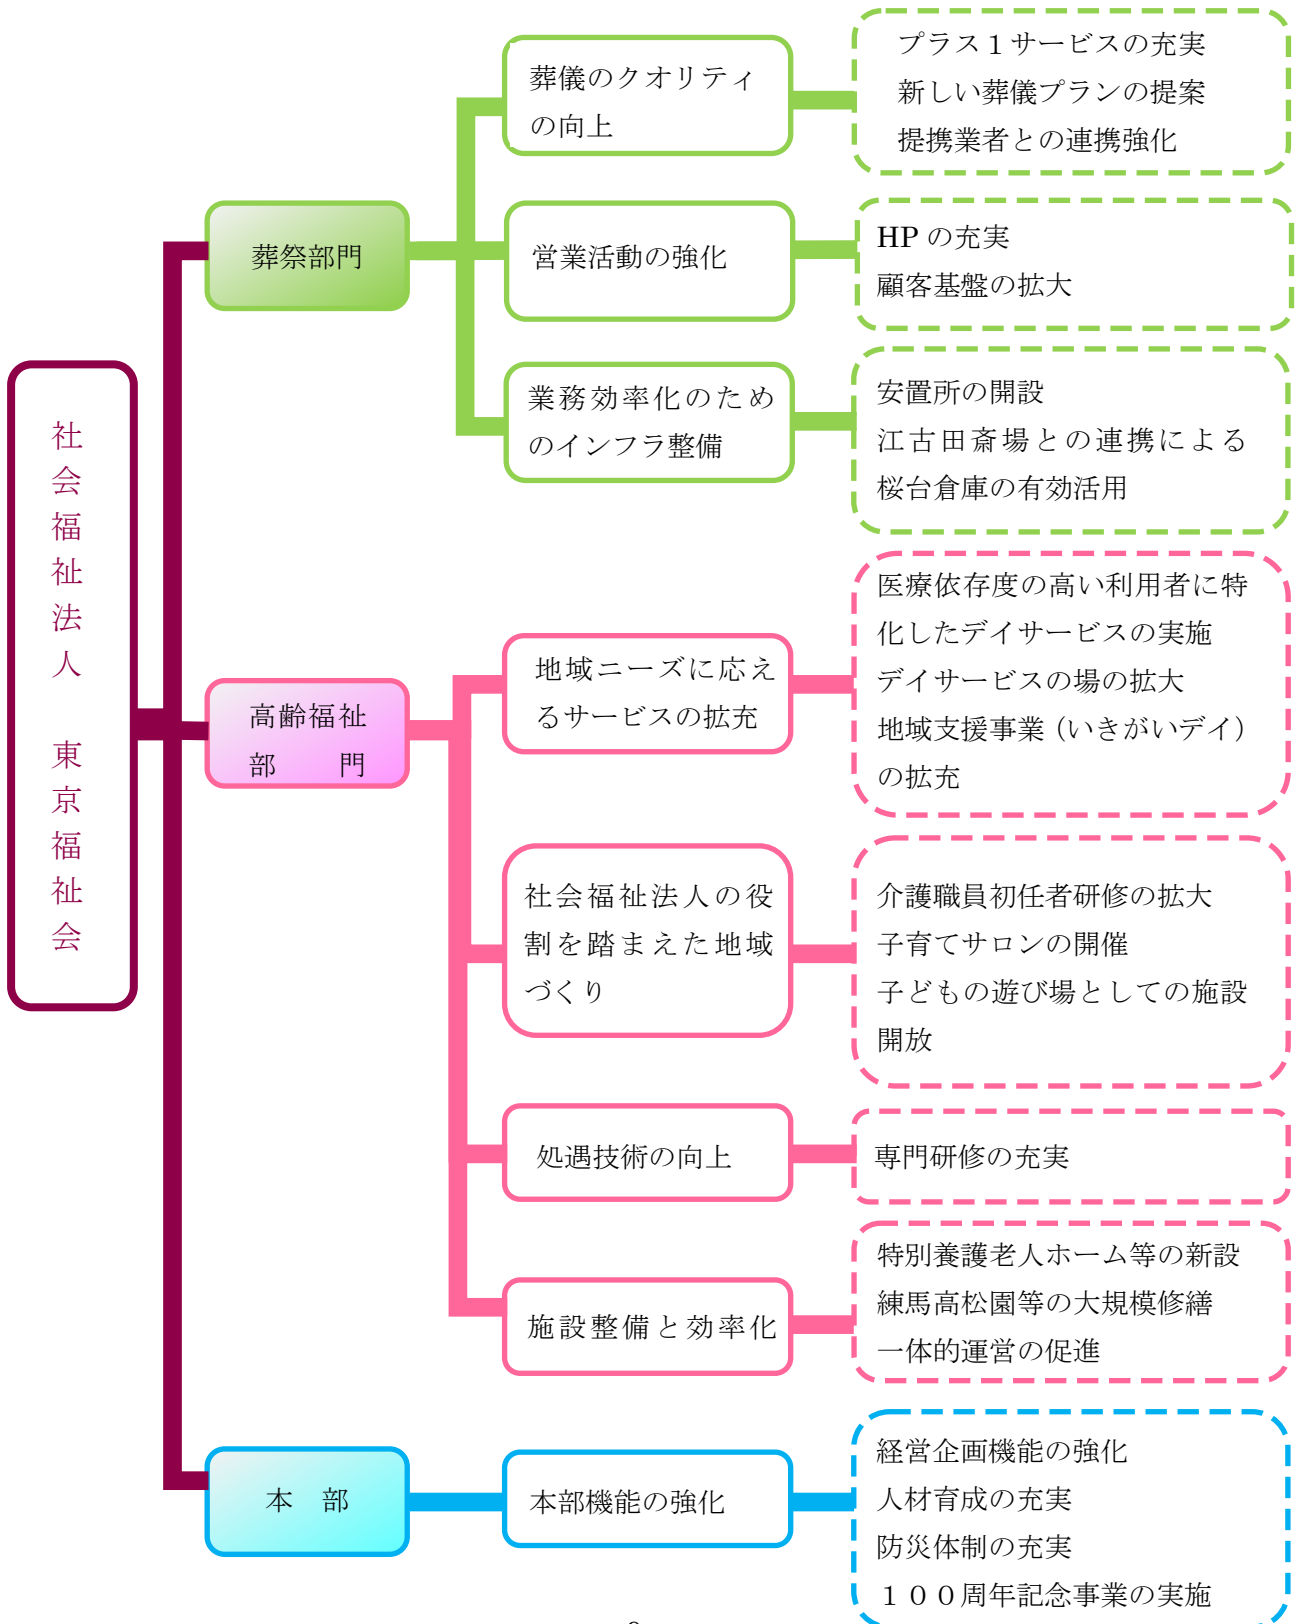 社会福祉法人　東京福祉会
葬祭部門
葬儀のクオリティ
の向上
プラス１サービスの充実
新しい葬儀プランの提案
提携業者との連携強化
営業活動の強化
HP の充実
顧客基盤の拡大
業務効率化のため
のインフラ整備
安置所の開設
江古田斎場との連携による
桜台倉庫の有効活用
高齢福祉
部　　門
地域ニーズに応え
るサービスの拡充
医療依存度の高い利用者に特
化したデイサービスの実施
デイサービスの場の拡大
地域支援事業（いきがいデイ）
の拡充
社会福祉法人の役
割を踏まえた地域
づくり
介護職員初任者研修の拡大
子育てサロンの開催
子どもの遊び場としての施設
開放
処遇技術の向上
専門研修の充実
施設整備と効率化
特別養護老人ホーム等の新設
練馬高松園等の大規模修繕
一体的運営の促進
本　部
本部機能の強化
経営企画機能の強化
人材育成の充実
防災体制の充実
１００周年記念事業の実施